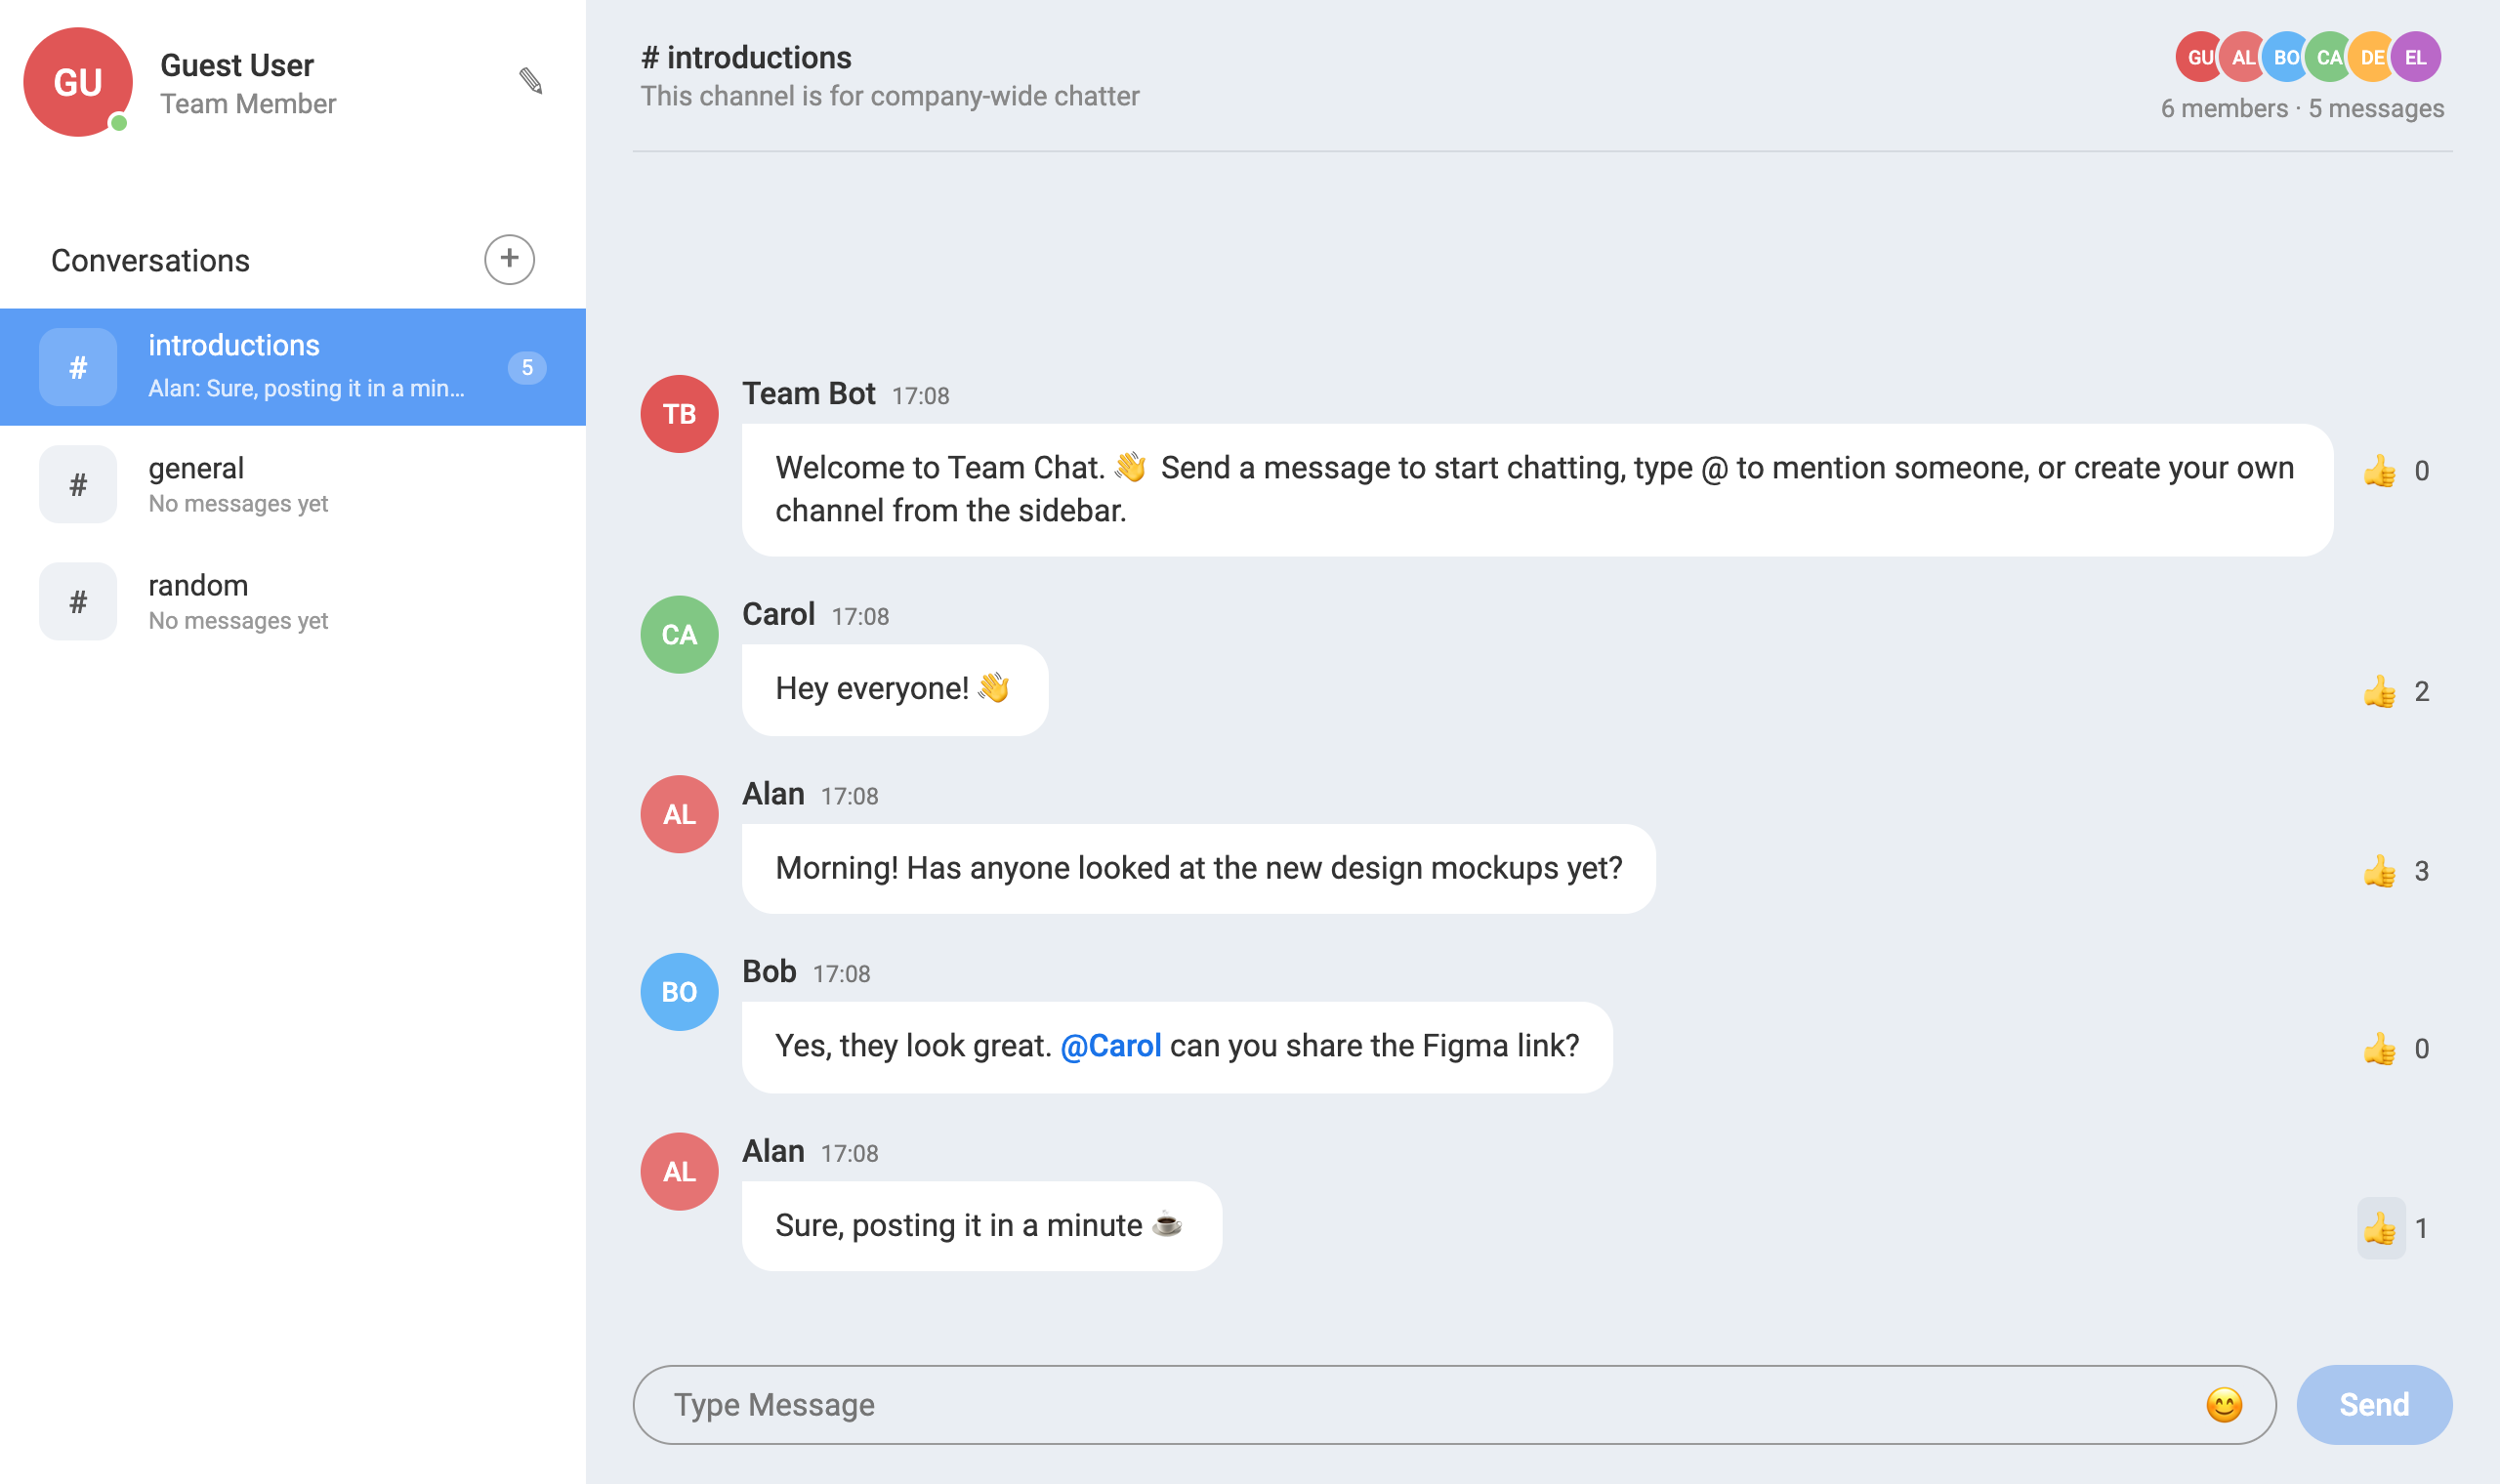 GU
Guest User
Team Member
✎
Conversations
+
# introductions
Alan: Sure, posting it in a min...
5
# general
No messages yet
# random
No messages yet
# introductions
This channel is for company-wide chatter
GU AL BO CA DE EL
6 members · 5 messages
TB
Team Bot 17:08
Welcome to Team Chat. 👋 Send a message to start chatting, type @ to mention someone, or create your own
channel from the sidebar.
👍 0
CA
Carol 17:08
Hey everyone! 👋
👍 2
AL
Alan 17:08
Morning! Has anyone looked at the new design mockups yet?
👍 3
BO
Bob 17:08
Yes, they look great. @Carol can you share the Figma link?
👍 0
AL
Alan 17:08
Sure, posting it in a minute ☕
👍 1
Type Message 😊
Send